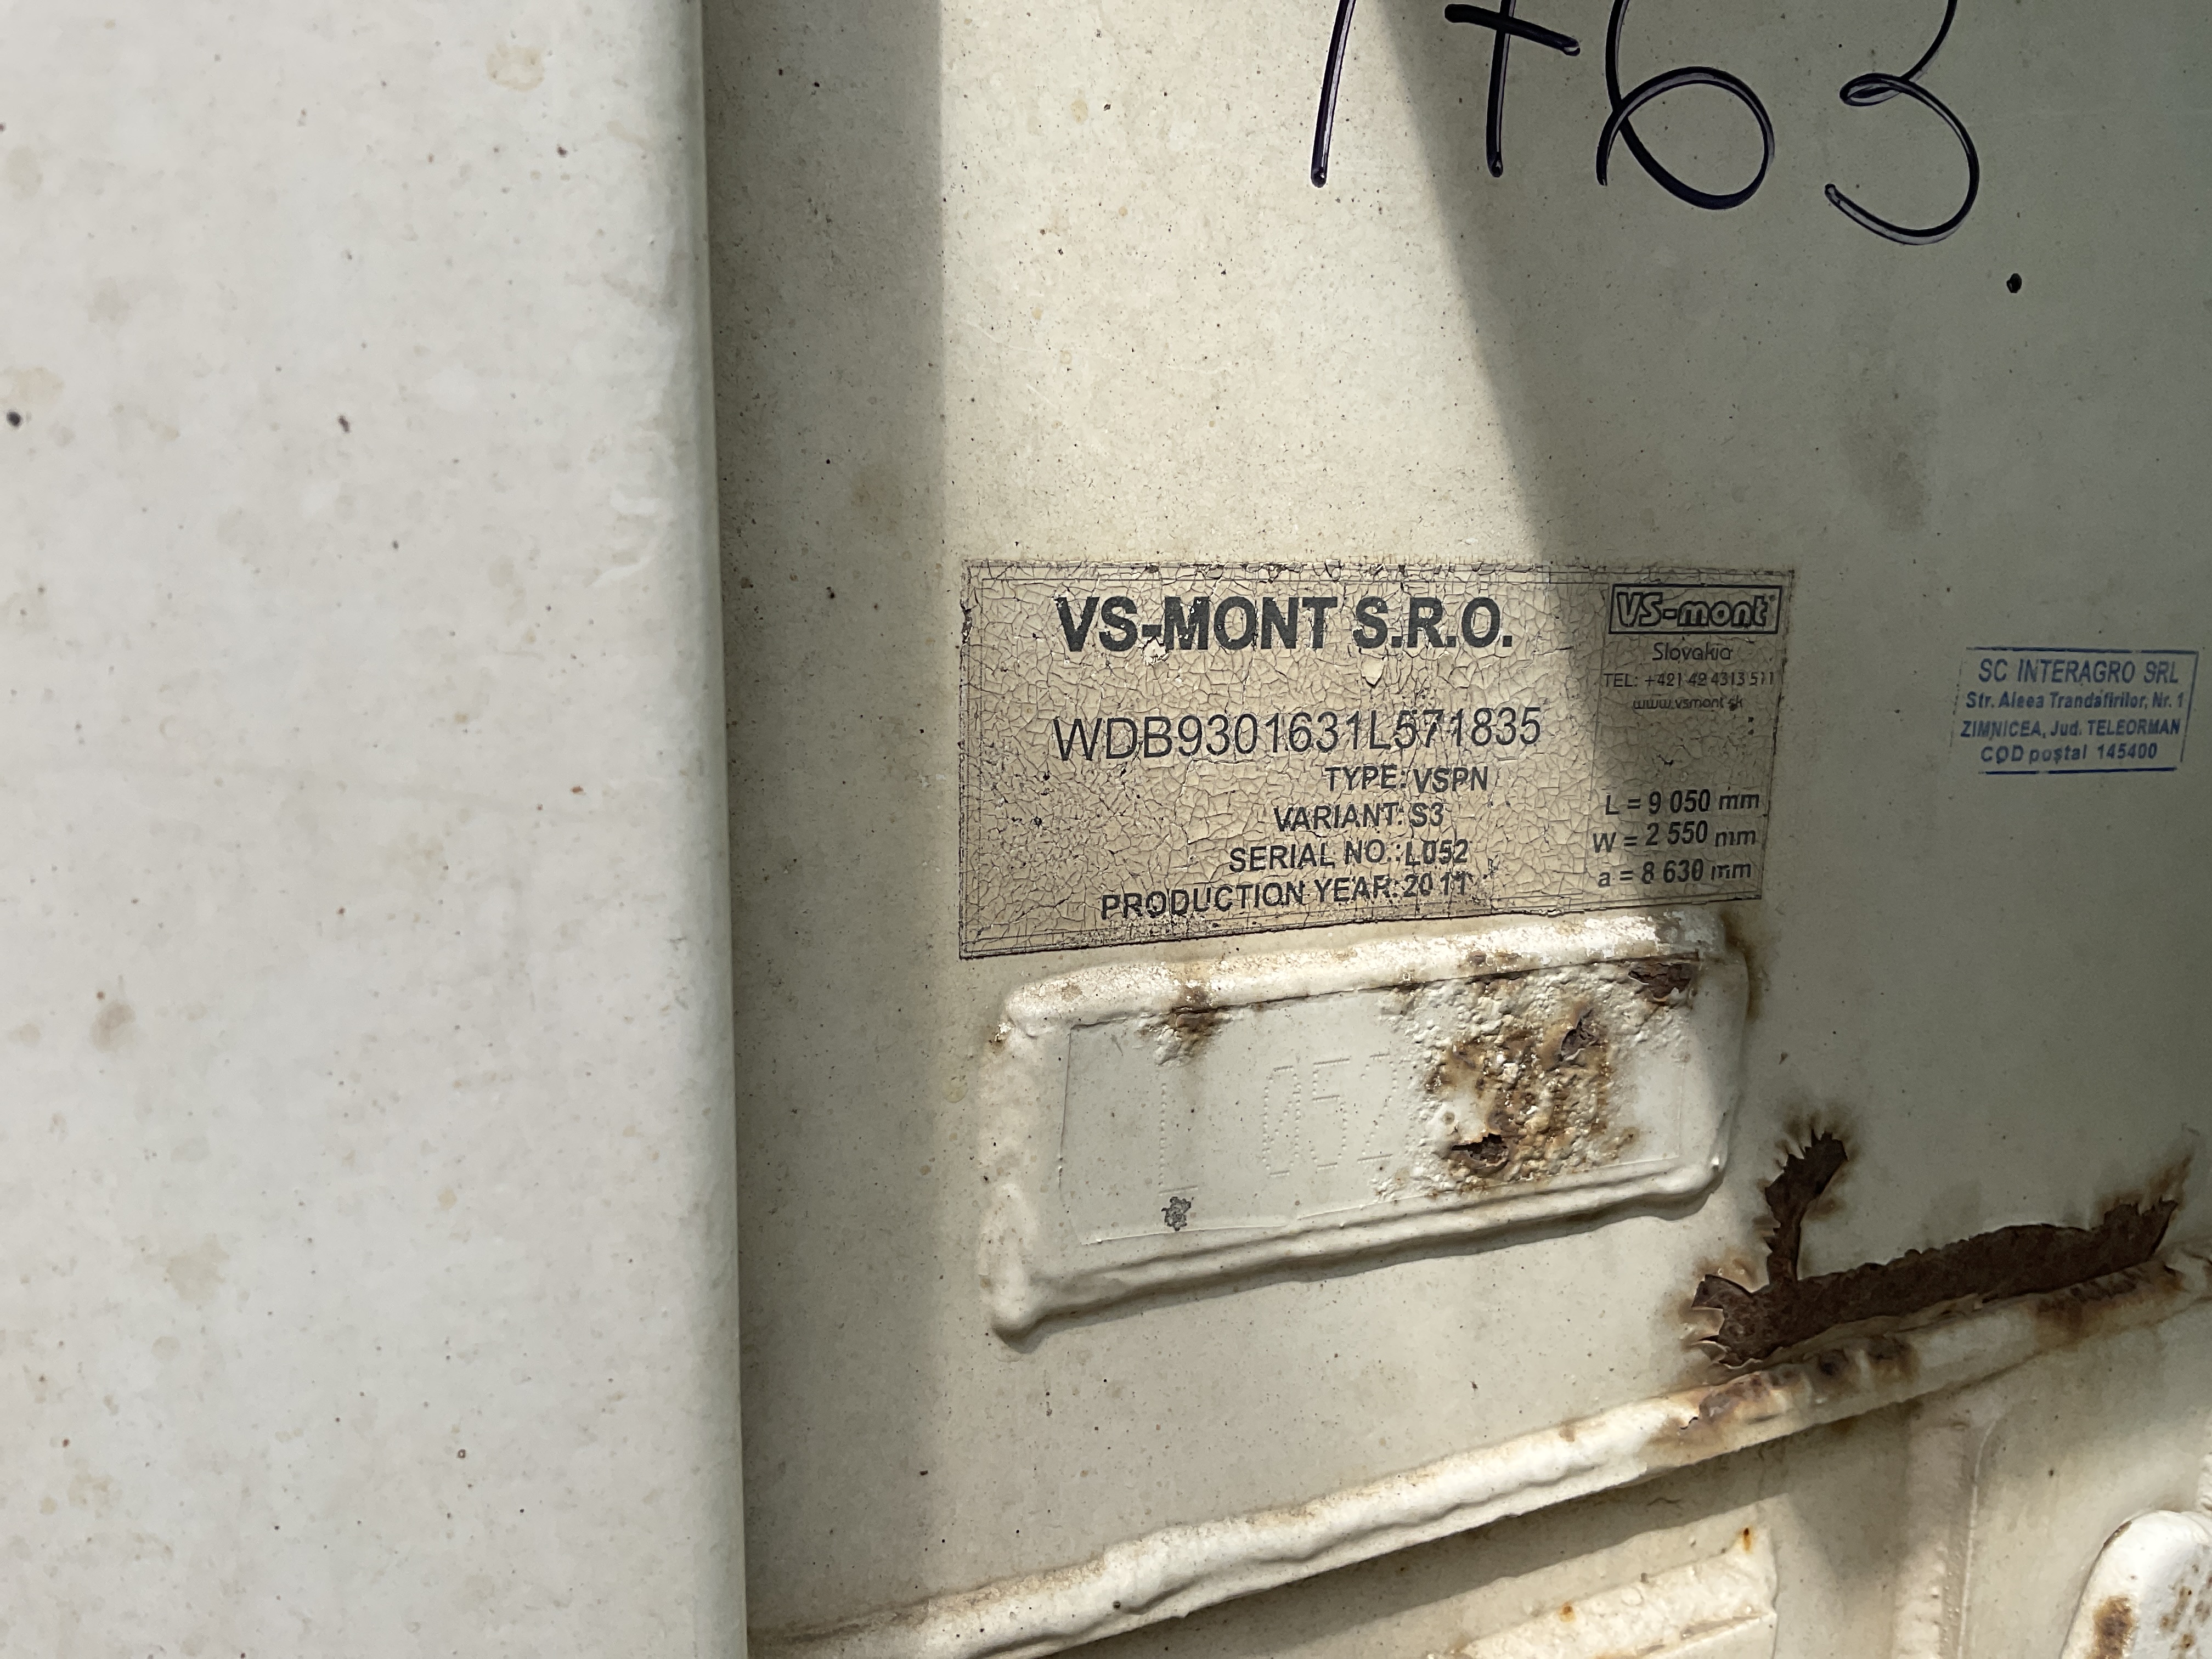 1763
VS-MONT S.R.O.
WDB9301631L571835
TYPE: VSPN
VARIANT: S3
SERIAL NO.: L052
PRODUCTION YEAR: 2011
VS-mont
Slovakia
TEL: +421 42 4313 511
www.vsmont.sk
L = 9 050 mm
W = 2 550 mm
a = 8 630 mm
SC INTERAGRO SRL
Str. Aleea Trandafirilor, Nr. 1
ZIMNICEA, Jud. TELEORMAN
COD poştal 145400
L 052